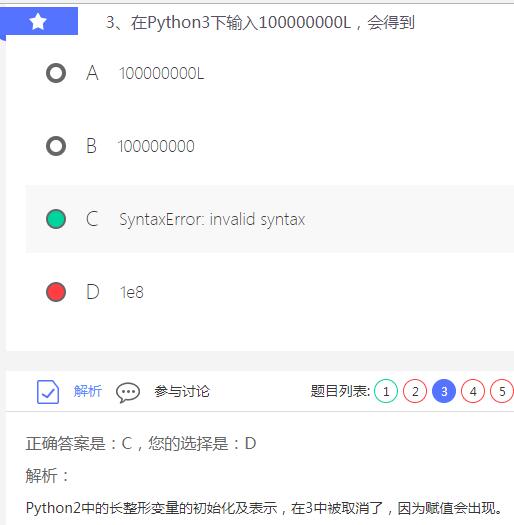 3、在Python3下输入100000000L，会得到
A 100000000L
B 100000000
C SyntaxError: invalid syntax
D 1e8
解析 参与讨论 题目列表: 1 2 3 4 5
正确答案是：C，您的选择是：D
解析：
Python2中的长整形变量的初始化及表示，在3中被取消了，因为赋值会出现。